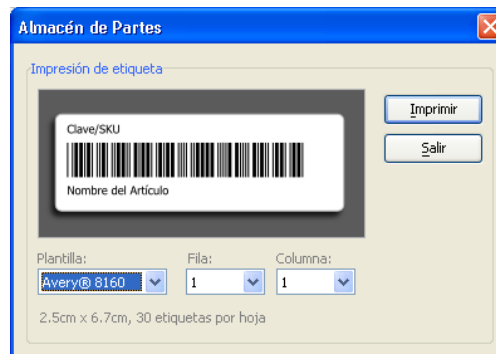 Almacén de Partes
Impresión de etiqueta
Clave/SKU
Nombre del Artículo
Imprimir
Salir
Plantilla: Fila: Columna:
Avery® 8160 1 1
2.5cm x 6.7cm, 30 etiquetas por hoja